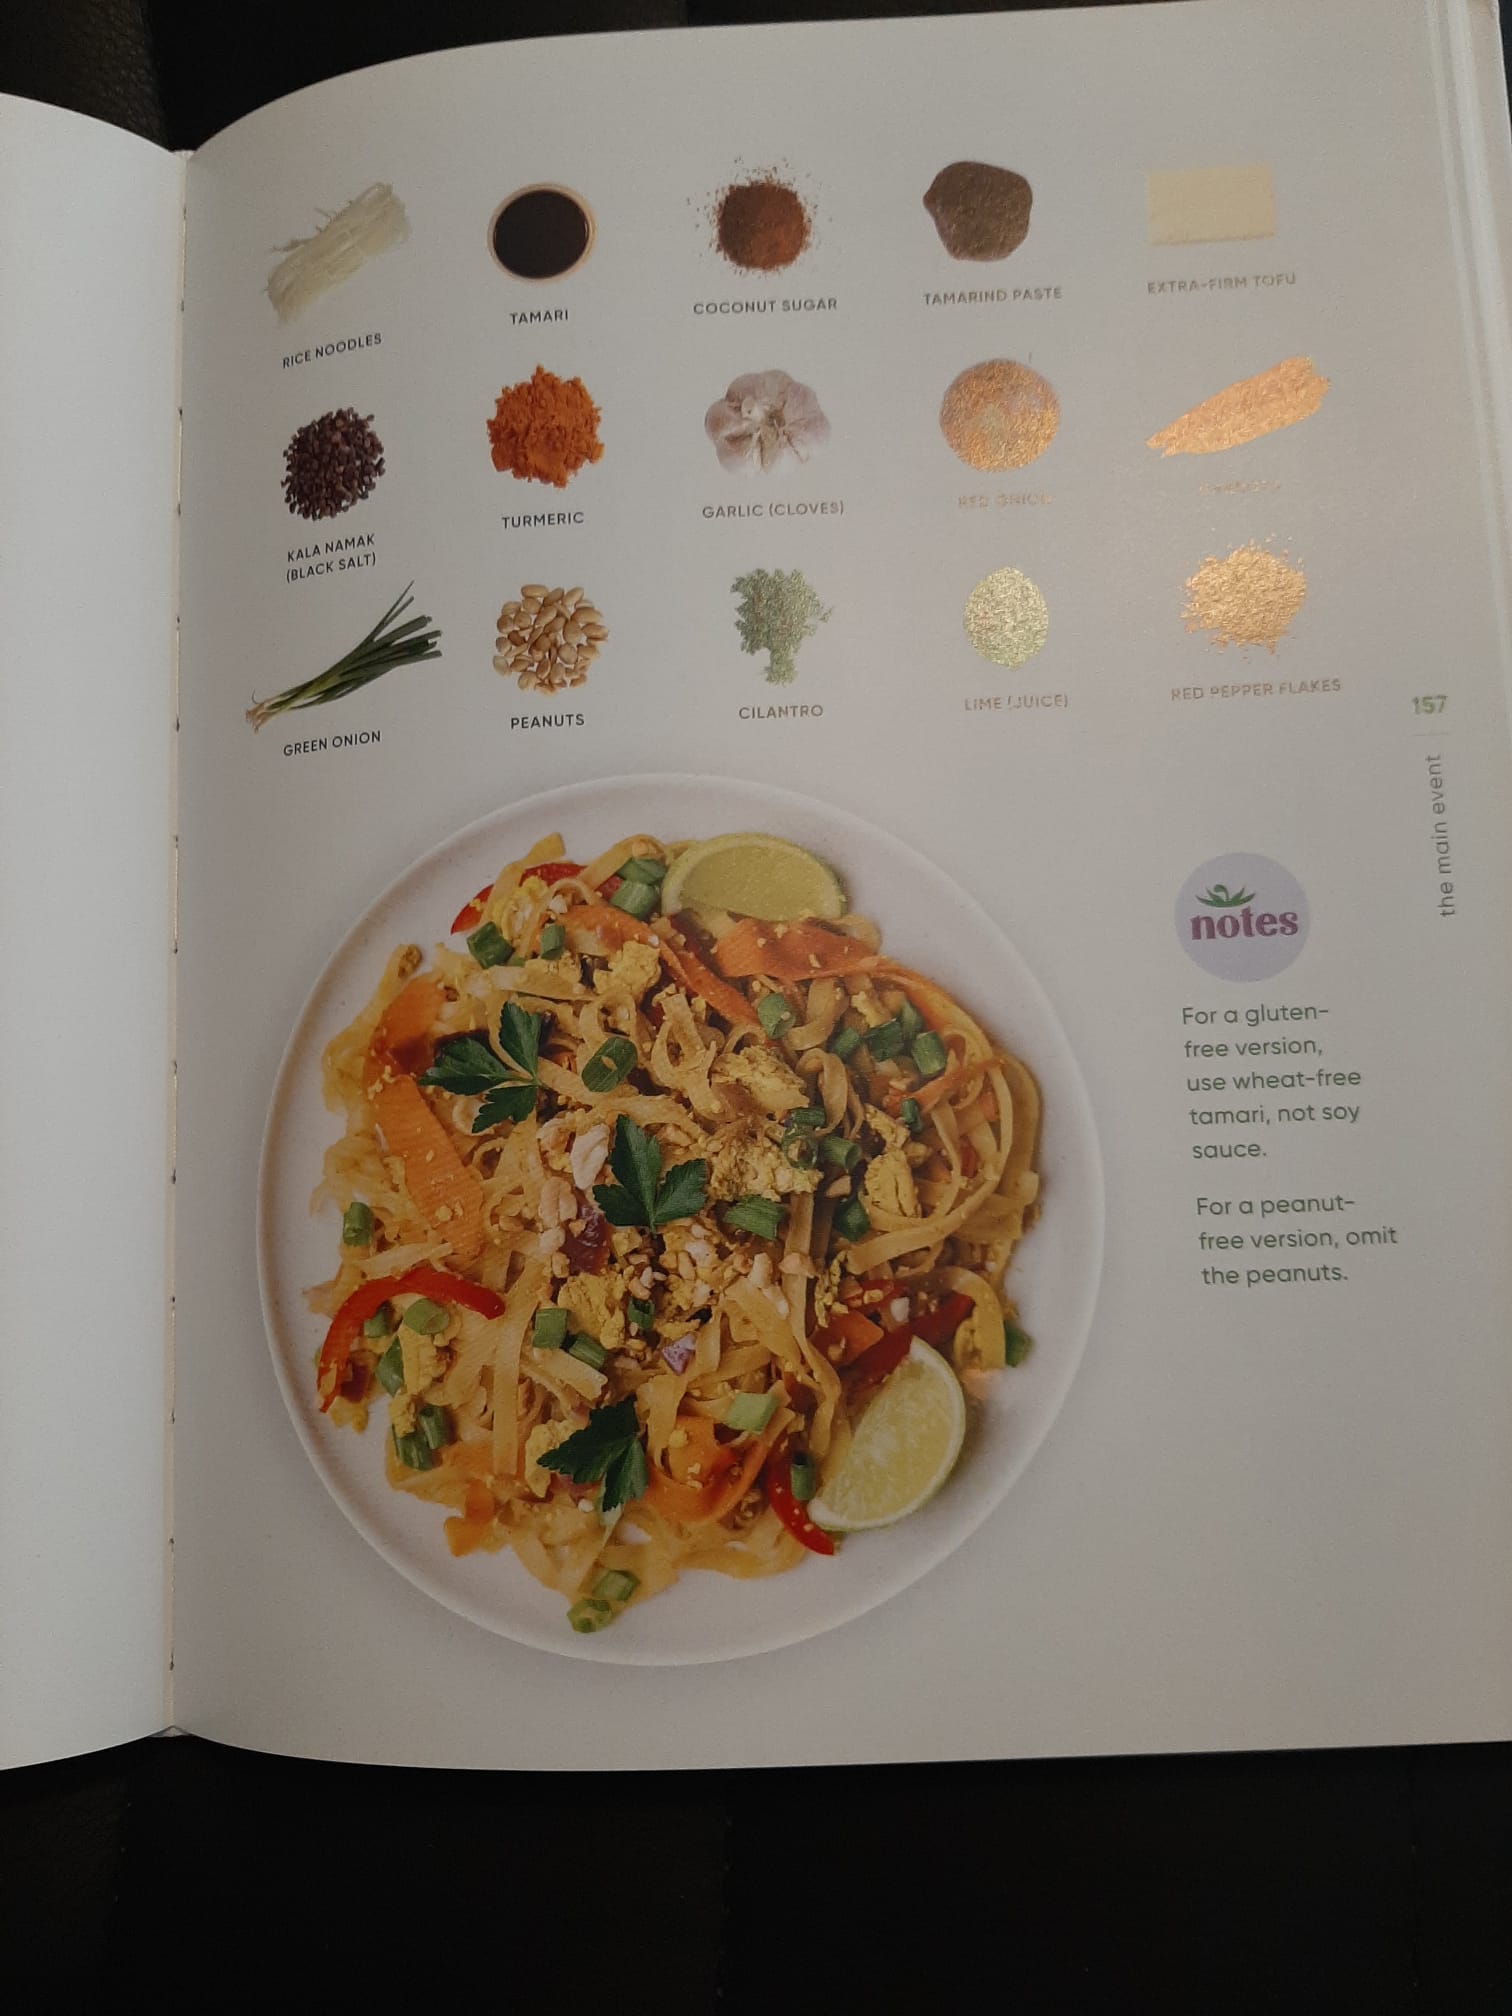 RICE NOODLES
TAMARI
COCONUT SUGAR
TAMARIND PASTE
EXTRA-FIRM TOFU
KALA NAMAK
(BLACK SALT)
TURMERIC
GARLIC (CLOVES)
RED ONION
GREEN ONION
PEANUTS
CILANTRO
LIME (JUICE)
RED PEPPER FLAKES
157
the main event
notes
For a gluten-
free version,
use wheat-free
tamari, not soy
sauce.
For a peanut-
free version, omit
the peanuts.